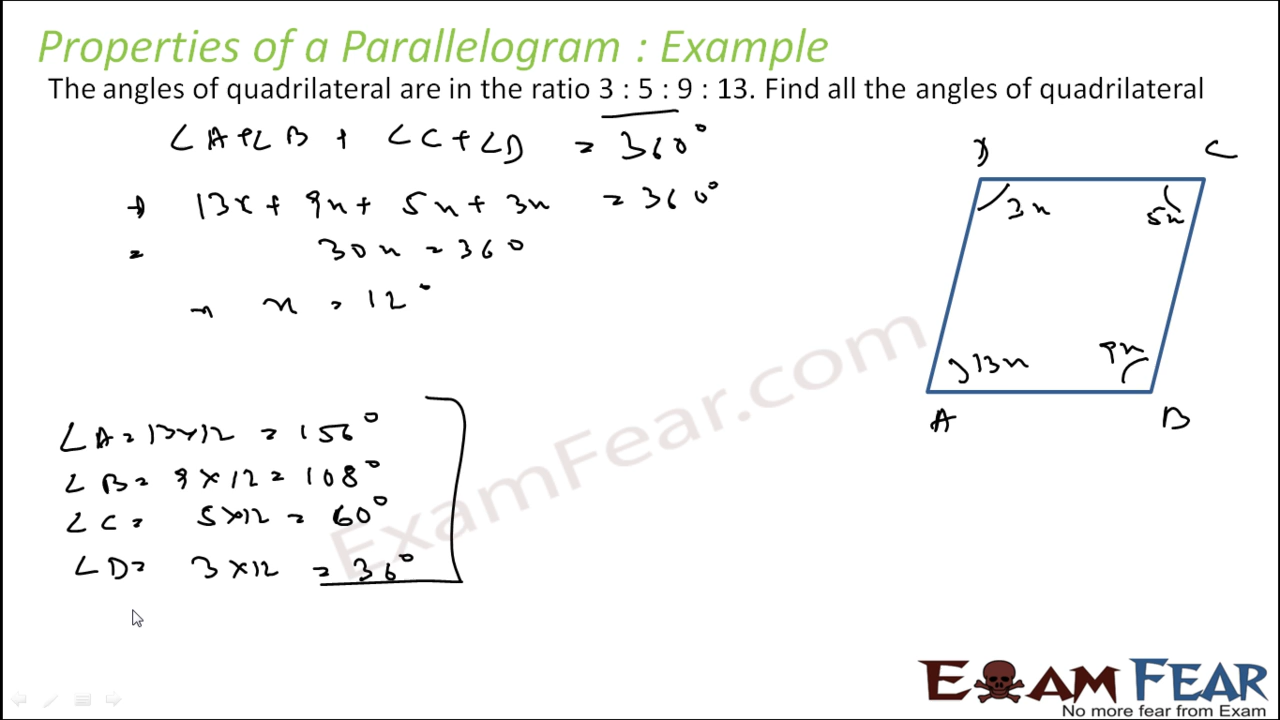 Properties of a Parallelogram : Example
The angles of quadrilateral are in the ratio 3 : 5 : 9 : 13. Find all the angles of quadrilateral
∠A+∠B + ∠C+∠D = 360°
⇒ 13x + 9x + 5x + 3x = 360°
= 30x = 360
⇒ x = 12°
∠A = 13×12 = 156°
∠B = 9×12 = 108°
∠C = 5×12 = 60°
∠D = 3×12 = 36°
D C
3x 5x
13x 9x
A B
ExamFear.com
EXAM FEAR
No more fear from Exam